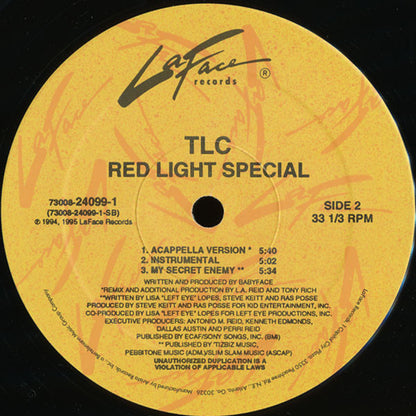 LaFace
records ®
TLC
RED LIGHT SPECIAL
73008-24099-1
(73008-24099-1-SB)
℗ 1994, 1995 LaFace Records
SIDE 2
33 1/3 RPM
1. ACAPPELLA VERSION * 5:40
2. INSTRUMENTAL 5:02
3. MY SECRET ENEMY ** 5:34
WRITTEN AND PRODUCED BY BABYFACE
*REMIX AND ADDITIONAL PRODUCTION BY L.A. REID AND TONY RICH
**WRITTEN BY LISA "LEFT EYE" LOPES, STEVE KEITT AND RAS POSSE
PRODUCED BY STEVE KEITT AND RAS POSSE FOR KID ENTERTAINMENT, INC.
CO-PRODUCED BY LISA "LEFT EYE" LOPES FOR LEFT EYE PRODUCTIONS, INC.
EXECUTIVE PRODUCERS: ANTONIO M. REID, KENNETH EDMONDS,
DALLAS AUSTIN AND PERRI REID
PUBLISHED BY ECAF/SONY SONGS, INC. (BMI)
**PUBLISHED BY TIZBIZ MUSIC,
PEBBITONE MUSIC (ADM)/SLIM SLAM MUSIC (ASCAP)
UNAUTHORIZED DUPLICATION IS A
VIOLATION OF APPLICABLE LAWS